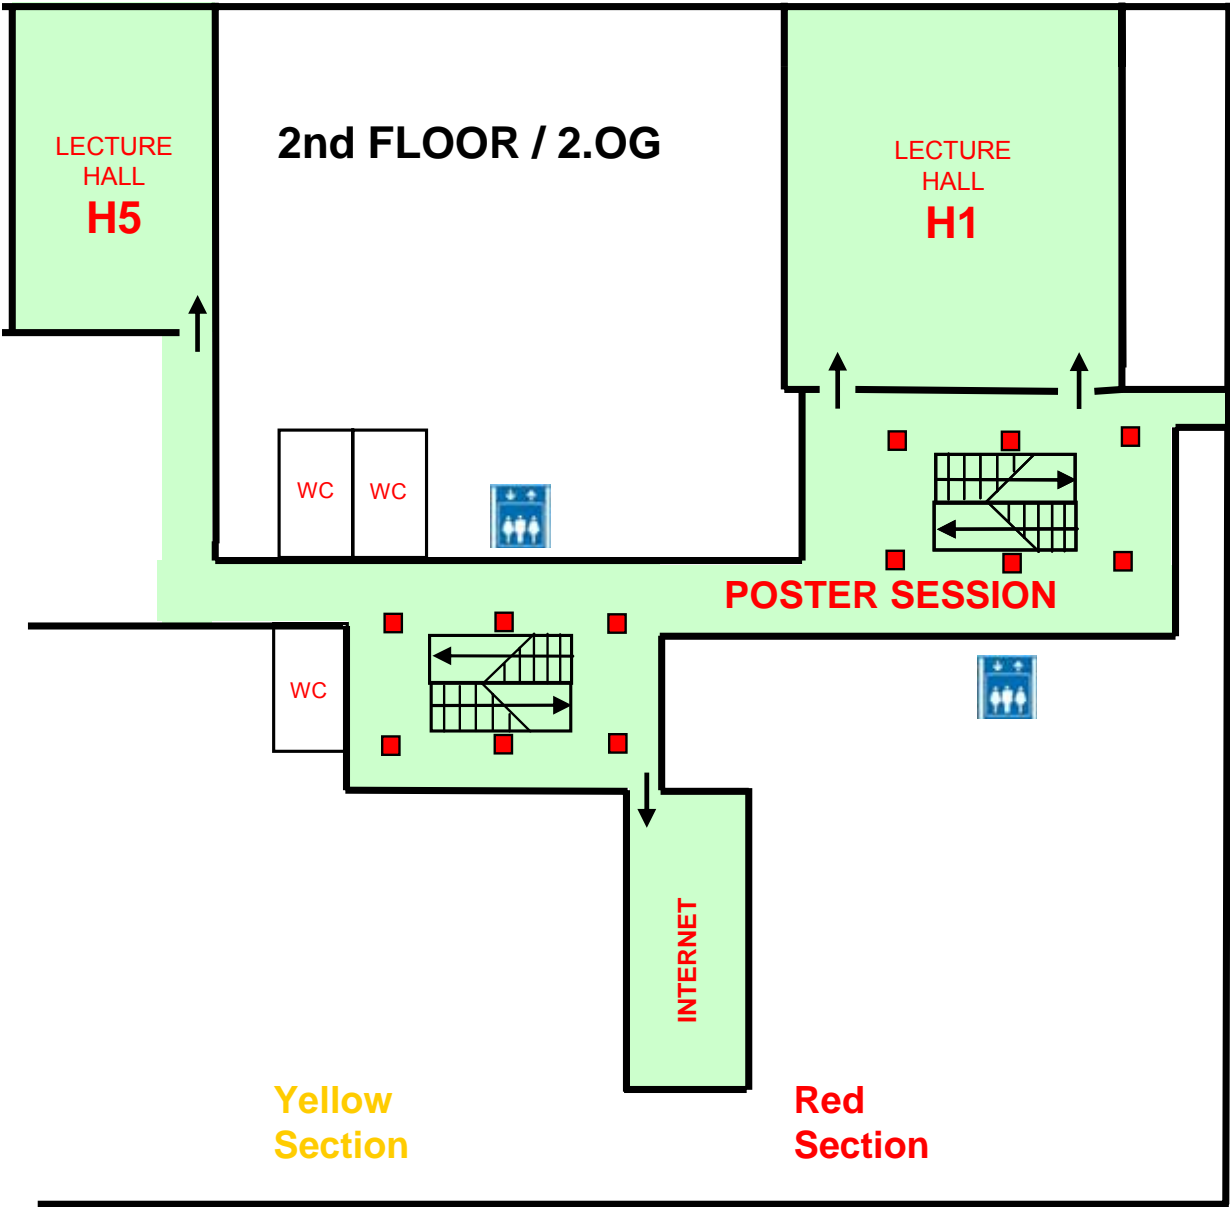 LECTURE
HALL
H5
2nd FLOOR / 2.OG
LECTURE
HALL
H1
WC
WC
POSTER SESSION
WC
INTERNET
Yellow
Section
Red
Section